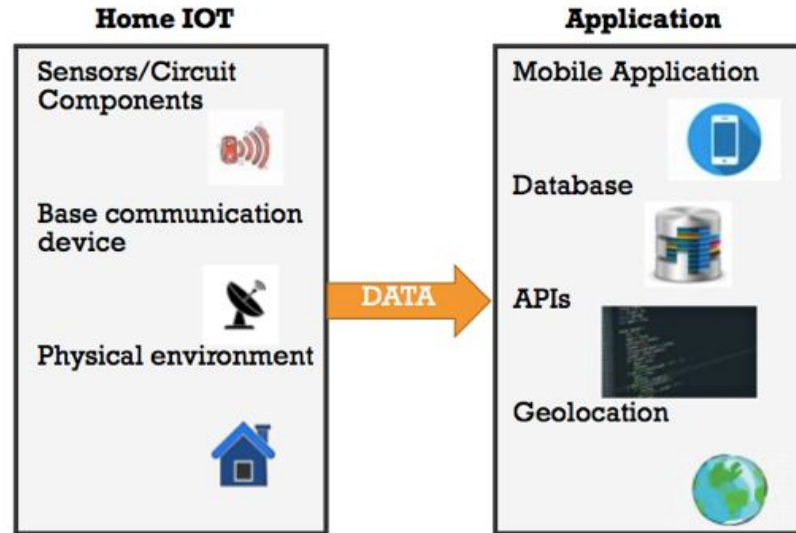 Home IOT
Sensors/Circuit
Components
Base communication
device
Physical environment
DATA
Application
Mobile Application
Database
APIs
Geolocation